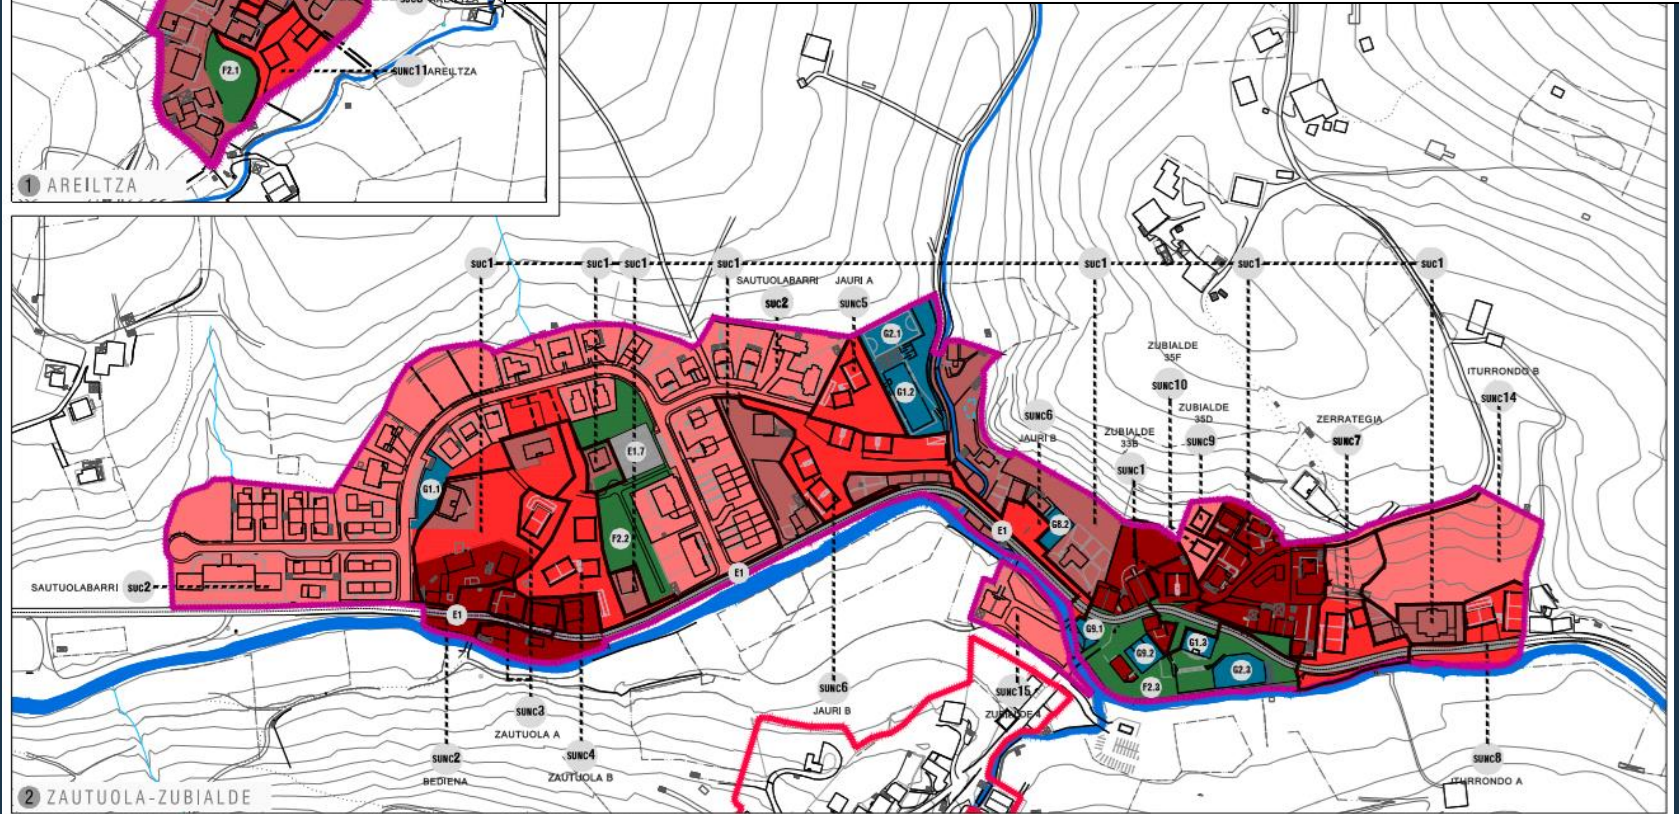 SUNC11 AREILTZA
F2.1
1 AREILTZA
SUC1 SUC1 SUC1 SUC1 SUC1 SUC1 SUC1
SAUTUOLABARRI JAURI A
SUC2 SUNC5
G2.1
ZUBIALDE
35F
ITURRONDO B
SUNC10
G1.2
SUNC14
SUNC6
ZUBIALDE
35D
ZERRATEGIA
JAURI B
ZUBIALDE
33B
SUNC9
SUNC7
E1.7
SUNC1
G1.1
G8.2
E1
F2.2
E1
SAUTUOLABARRI SUC2
E1
G9.1
G1.3
G9.2
G2.3
F2.3
SUNC6
JAURI B
SUNC15
ZUBIALDE 4
SUNC3
ZAUTUOLA A
SUNC2
BEDIENA
SUNC4
ZAUTUOLA B
SUNC8
ITURRONDO A
2 ZAUTUOLA-ZUBIALDE